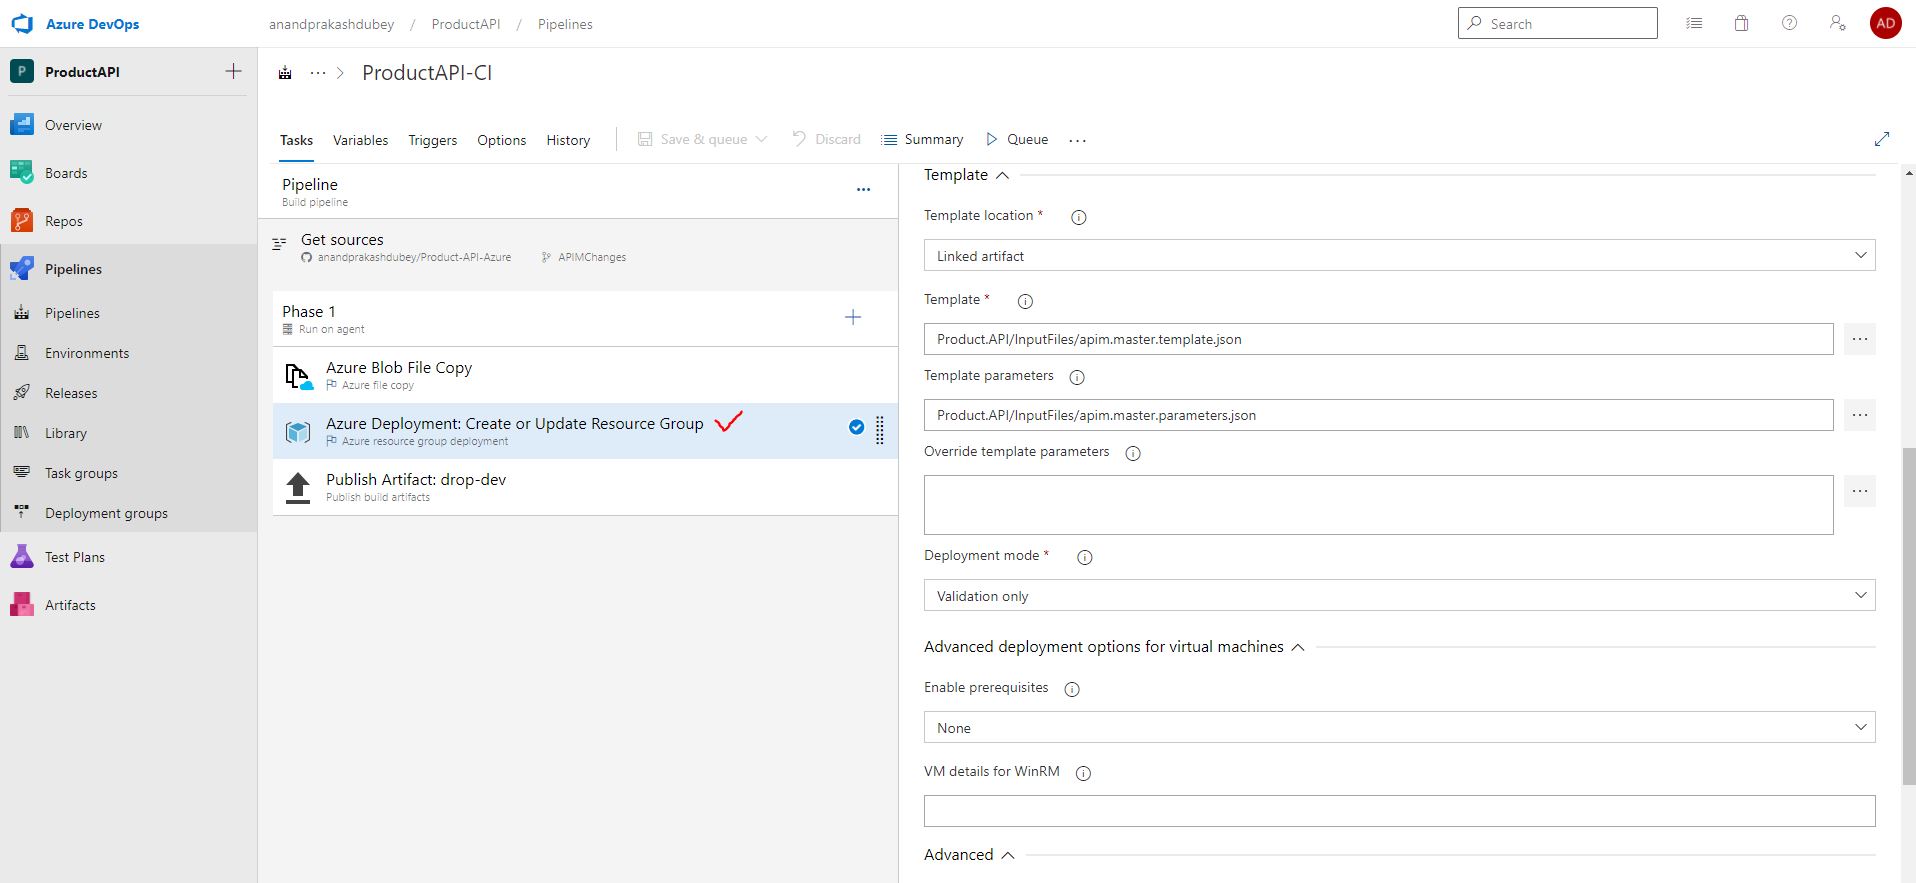 Azure DevOps
anandprakashdubey / ProductAPI / Pipelines
Search
AD
P ProductAPI
Overview
Boards
Repos
Pipelines
Pipelines
Environments
Releases
Library
Task groups
Deployment groups
Test Plans
Artifacts
... > ProductAPI-CI
Tasks Variables Triggers Options History Save & queue Discard Summary Queue ...
Pipeline
Build pipeline
...
Get sources
anandprakashdubey/Product-API-Azure APIMChanges
Phase 1
Run on agent
Azure Blob File Copy
Azure file copy
Azure Deployment: Create or Update Resource Group
Azure resource group deployment
Publish Artifact: drop-dev
Publish build artifacts
Template
Template location *
Linked artifact
Template *
Product.API/InputFiles/apim.master.template.json ...
Template parameters
Product.API/InputFiles/apim.master.parameters.json ...
Override template parameters
...
Deployment mode *
Validation only
Advanced deployment options for virtual machines
Enable prerequisites
None
VM details for WinRM
Advanced